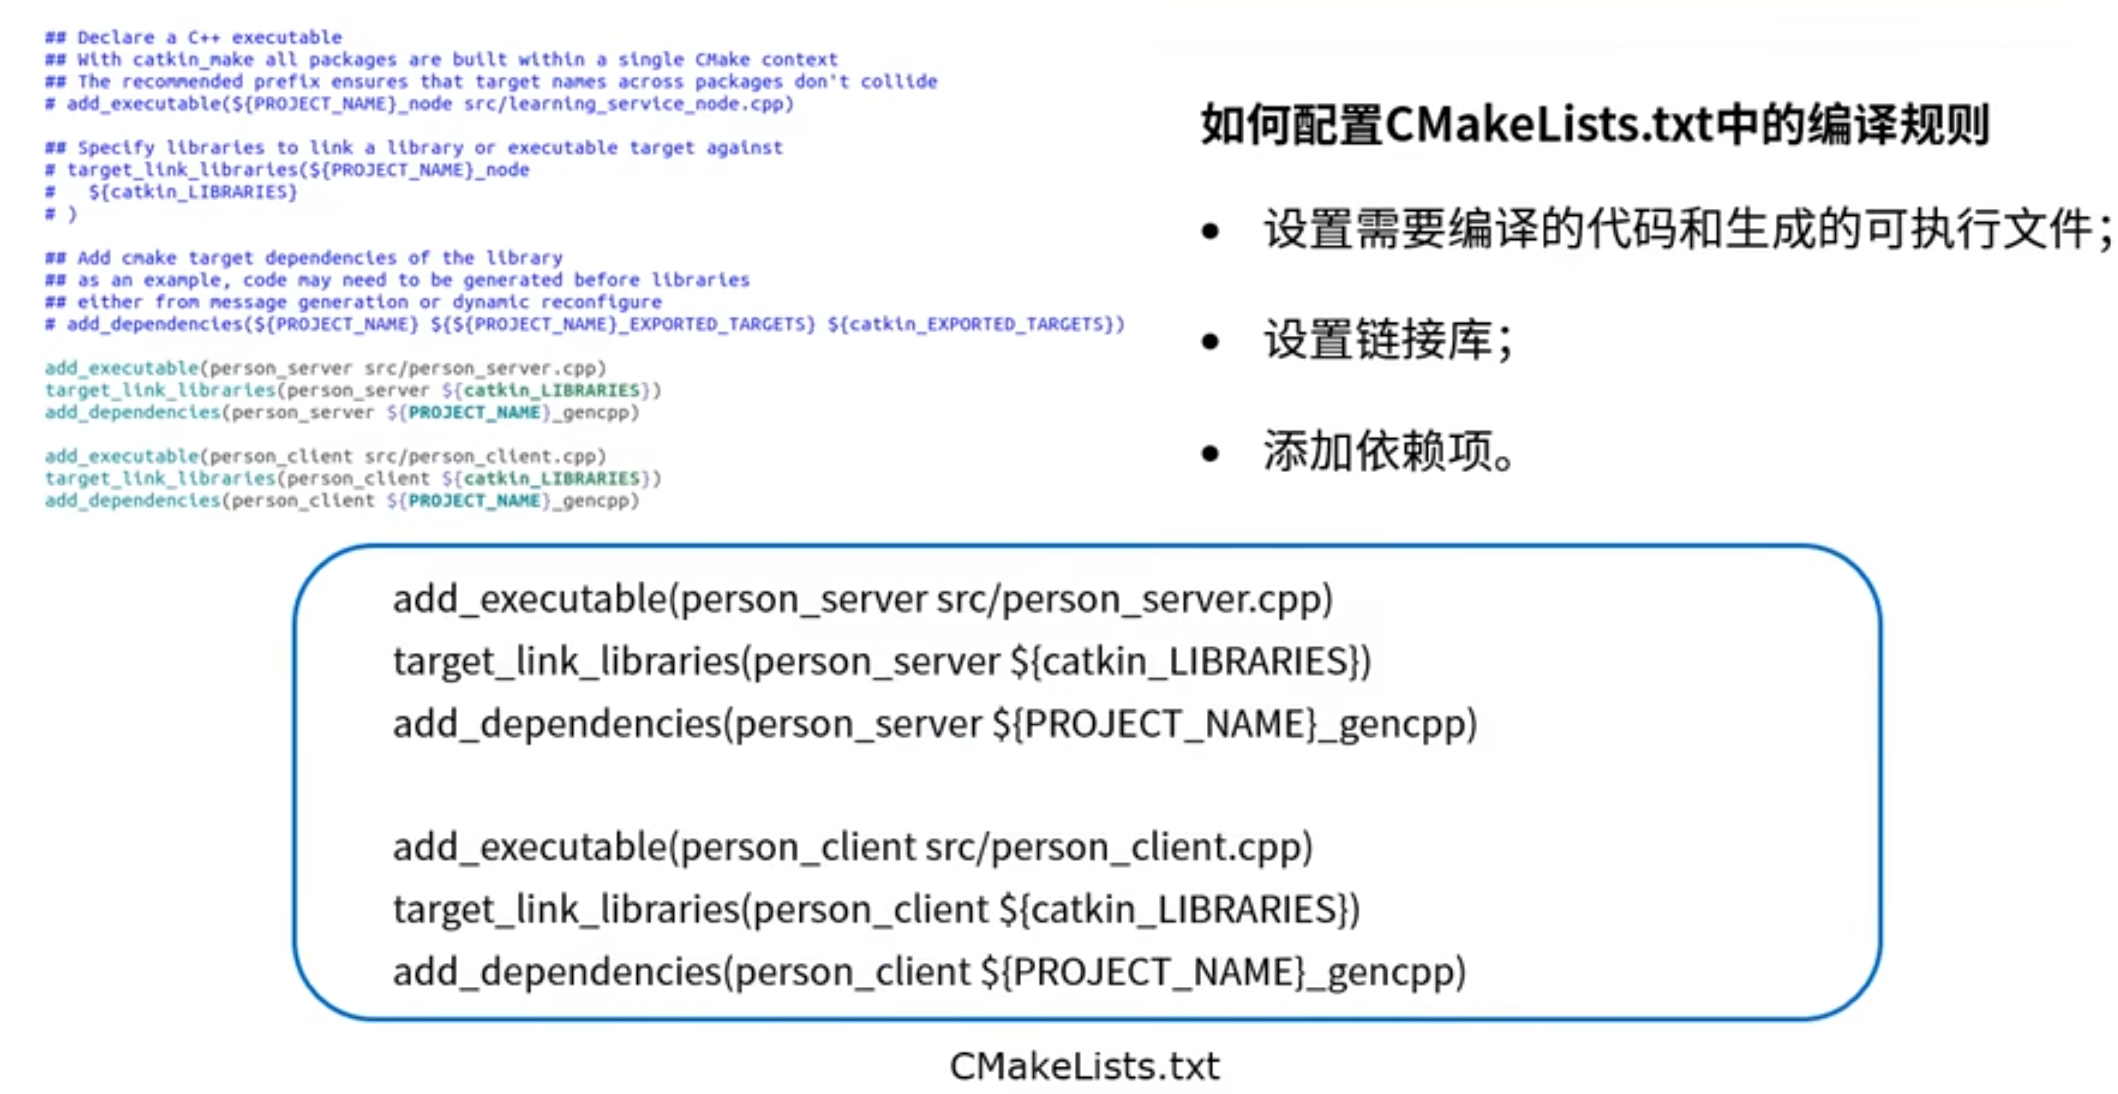 ## Declare a C++ executable
## With catkin_make all packages are built within a single CMake context
## The recommended prefix ensures that target names across packages don't collide
# add_executable(${PROJECT_NAME}_node src/learning_service_node.cpp)
## Specify libraries to link a library or executable target against
# target_link_libraries(${PROJECT_NAME}_node
#   ${catkin_LIBRARIES}
# )
## Add cmake target dependencies of the library
## as an example, code may need to be generated before libraries
## either from message generation or dynamic reconfigure
# add_dependencies(${PROJECT_NAME} ${${PROJECT_NAME}_EXPORTED_TARGETS} ${catkin_EXPORTED_TARGETS})
add_executable(person_server src/person_server.cpp)
target_link_libraries(person_server ${catkin_LIBRARIES})
add_dependencies(person_server ${PROJECT_NAME}_gencpp)
add_executable(person_client src/person_client.cpp)
target_link_libraries(person_client ${catkin_LIBRARIES})
add_dependencies(person_client ${PROJECT_NAME}_gencpp)
如何配置CMakeLists.txt中的编译规则
• 设置需要编译的代码和生成的可执行文件；
• 设置链接库；
• 添加依赖项。
add_executable(person_server src/person_server.cpp)
target_link_libraries(person_server ${catkin_LIBRARIES})
add_dependencies(person_server ${PROJECT_NAME}_gencpp)
add_executable(person_client src/person_client.cpp)
target_link_libraries(person_client ${catkin_LIBRARIES})
add_dependencies(person_client ${PROJECT_NAME}_gencpp)
CMakeLists.txt